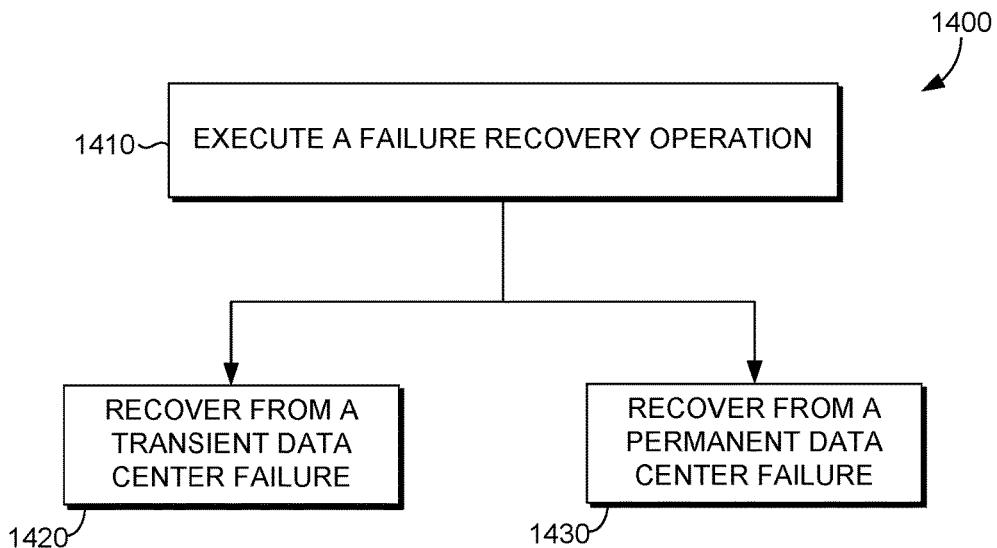 1400
1410
EXECUTE A FAILURE RECOVERY OPERATION
RECOVER FROM A
TRANSIENT DATA
CENTER FAILURE
1420
RECOVER FROM A
PERMANENT DATA
CENTER FAILURE
1430